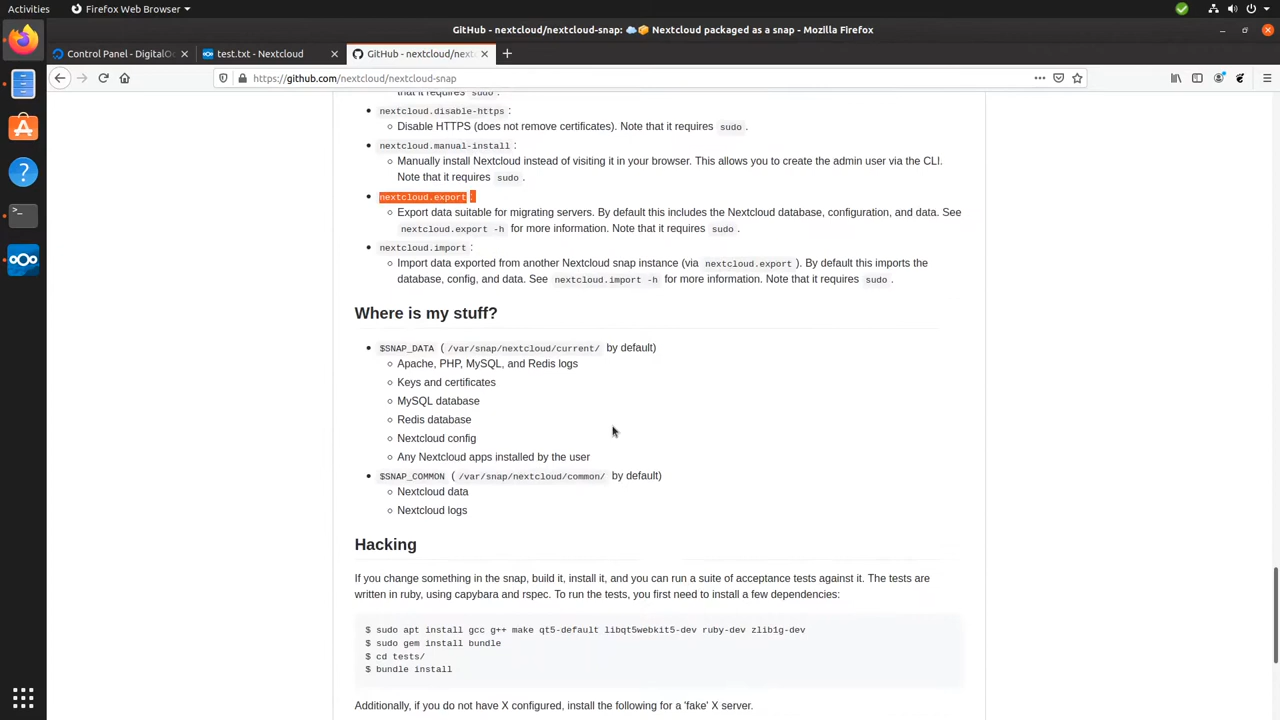 Activities
Firefox Web Browser
GitHub - nextcloud/nextcloud-snap: ☁️📦 Nextcloud packaged as a snap - Mozilla Firefox
Control Panel - DigitalOc
test.txt - Nextcloud
GitHub - nextcloud/next
https://github.com/nextcloud/nextcloud-snap
that it requires sudo.
nextcloud.disable-https:
Disable HTTPS (does not remove certificates). Note that it requires sudo.
nextcloud.manual-install:
Manually install Nextcloud instead of visiting it in your browser. This allows you to create the admin user via the CLI.
Note that it requires sudo.
nextcloud.export:
Export data suitable for migrating servers. By default this includes the Nextcloud database, configuration, and data. See
nextcloud.export -h for more information. Note that it requires sudo.
nextcloud.import:
Import data exported from another Nextcloud snap instance (via nextcloud.export). By default this imports the
database, config, and data. See nextcloud.import -h for more information. Note that it requires sudo.
Where is my stuff?
$SNAP_DATA (/var/snap/nextcloud/current/ by default)
Apache, PHP, MySQL, and Redis logs
Keys and certificates
MySQL database
Redis database
Nextcloud config
Any Nextcloud apps installed by the user
$SNAP_COMMON (/var/snap/nextcloud/common/ by default)
Nextcloud data
Nextcloud logs
Hacking
If you change something in the snap, build it, install it, and you can run a suite of acceptance tests against it. The tests are
written in ruby, using capybara and rspec. To run the tests, you first need to install a few dependencies:
$ sudo apt install gcc g++ make qt5-default libqt5webkit5-dev ruby-dev zlib1g-dev
$ sudo gem install bundle
$ cd tests/
$ bundle install
Additionally, if you do not have X configured, install the following for a 'fake' X server.